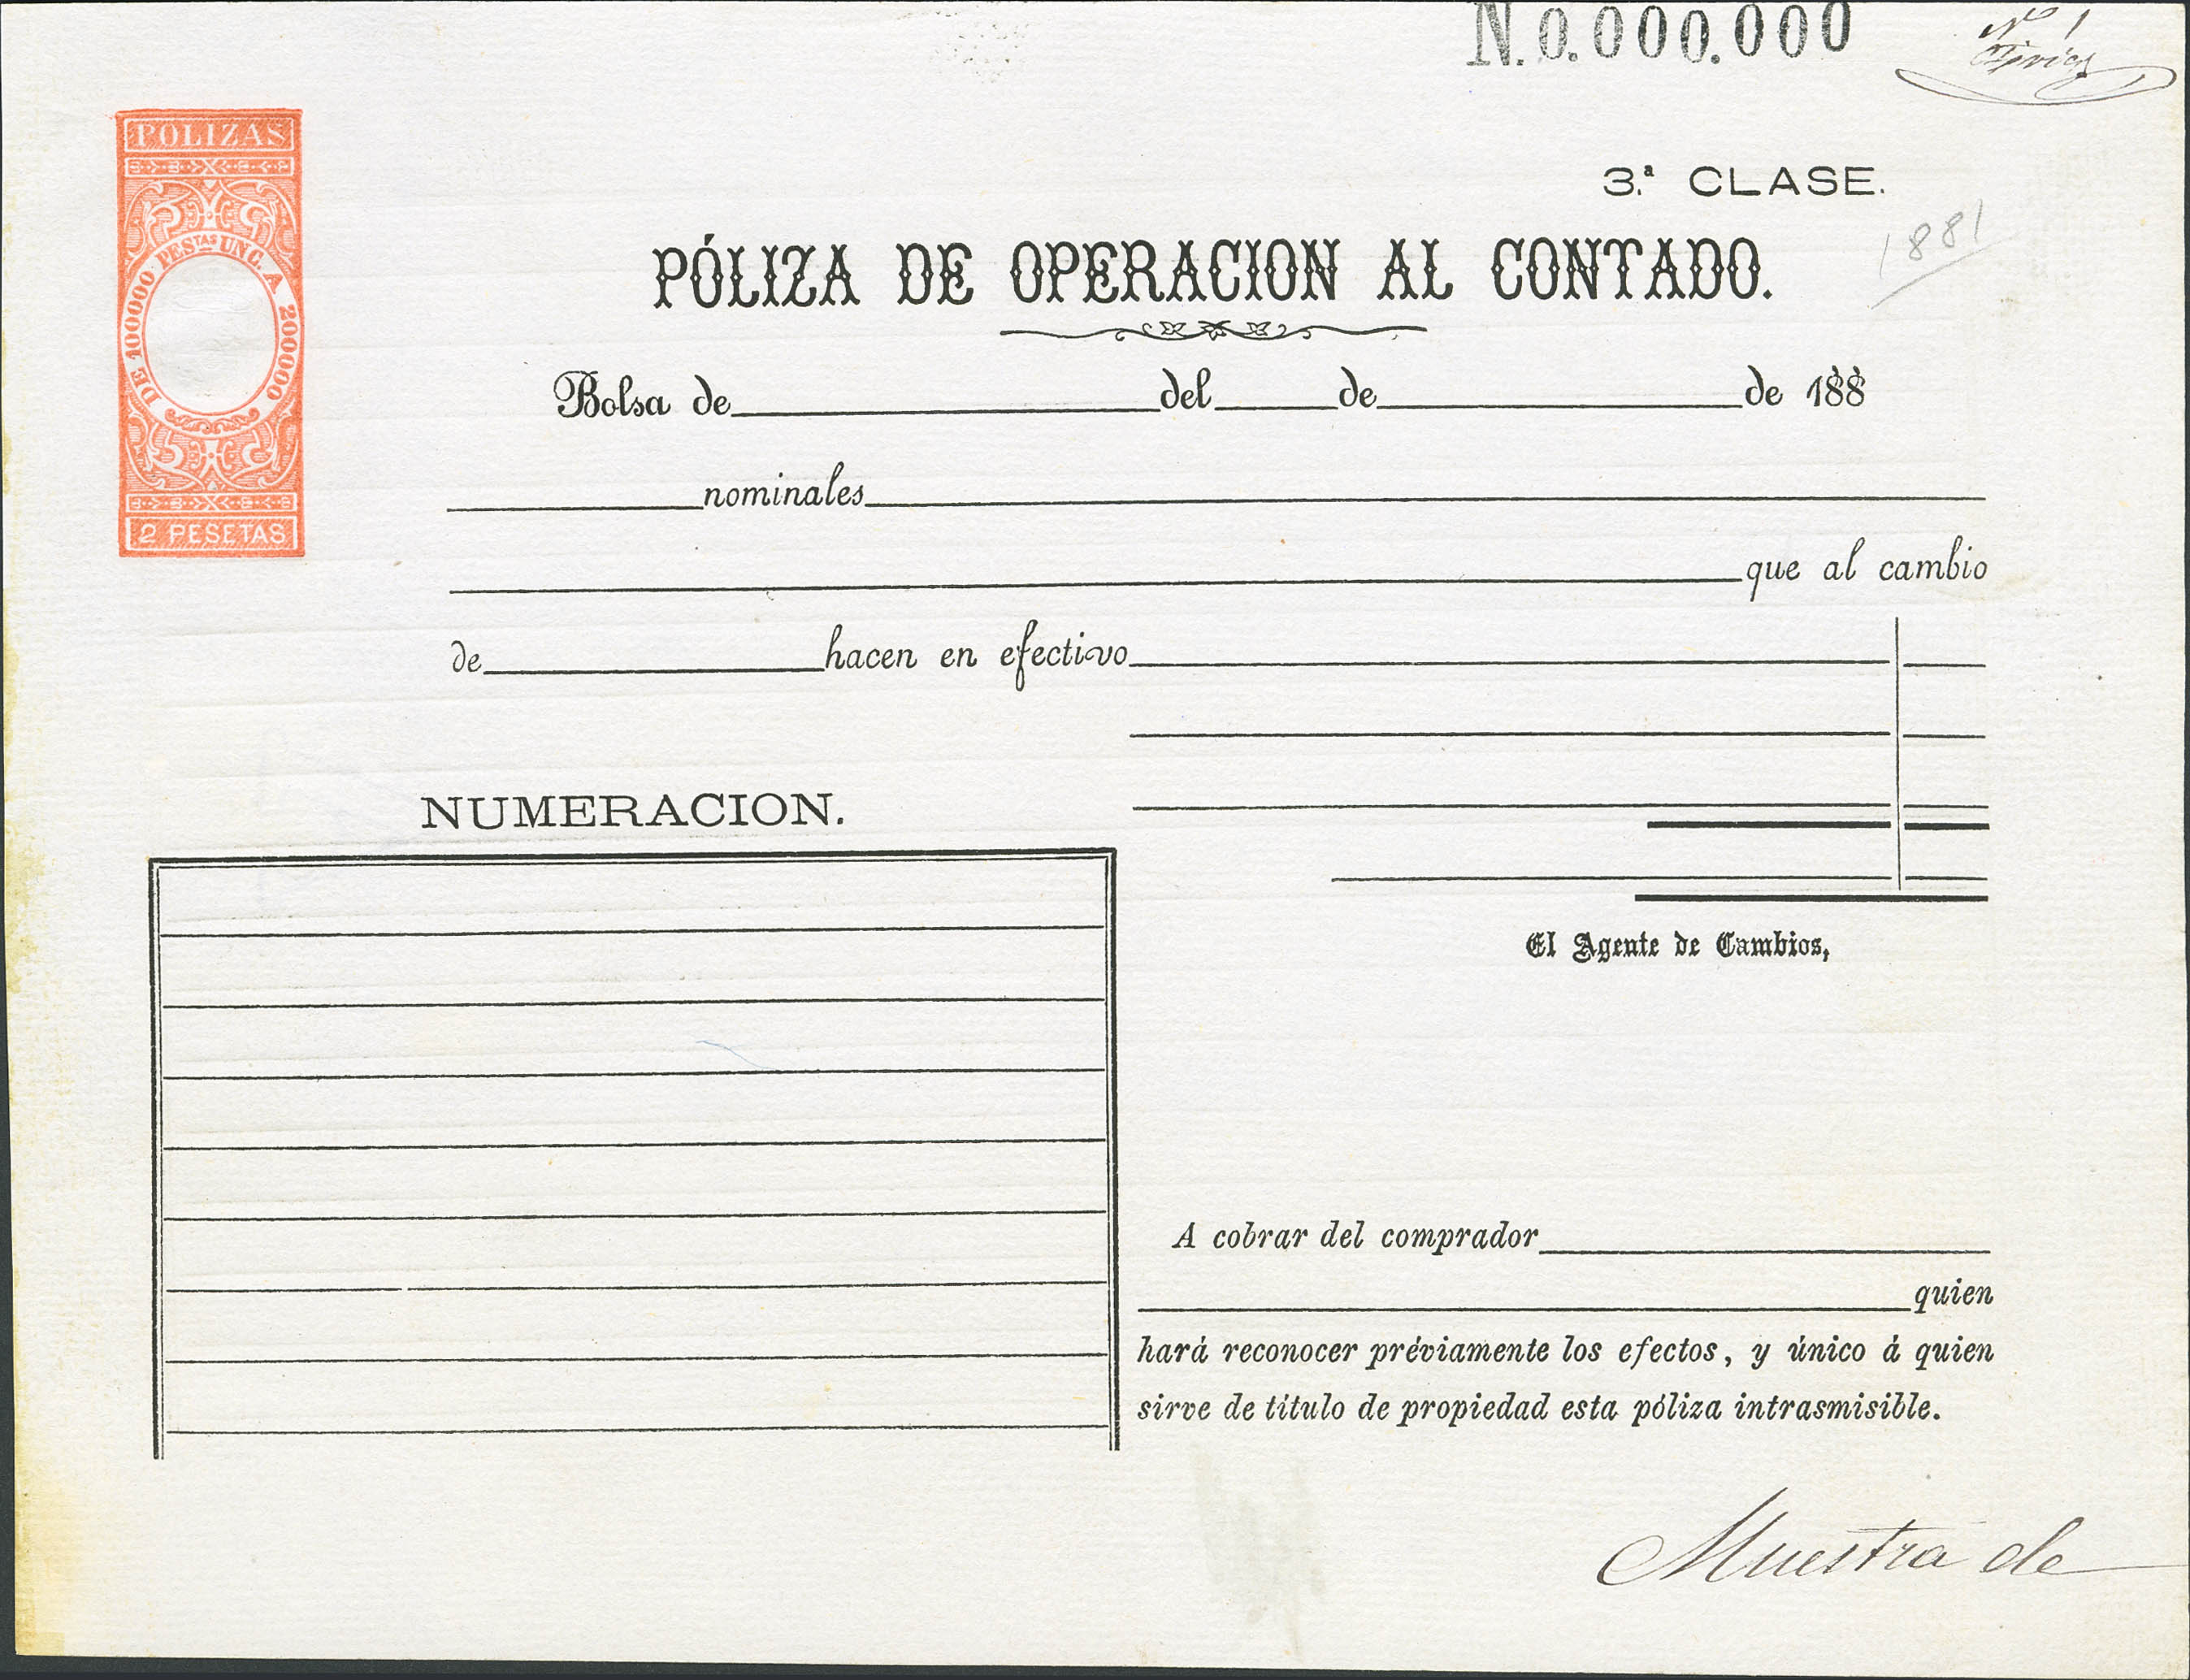 N.0.000.000
Nº 1
3.ª CLASE.
1881
POLIZAS
DE 100000 PESTAS UN C. A 200000
2 PESETAS
PÓLIZA DE OPERACION AL CONTADO.
Bolsa de del de de 188
nominales
que al cambio
de hacen en efectivo
NUMERACION.
El Agente de Cambios,
A cobrar del comprador
quien
hará reconocer préviamente los efectos, y único á quien
sirve de título de propiedad esta póliza intrasmisible.
Muestra de